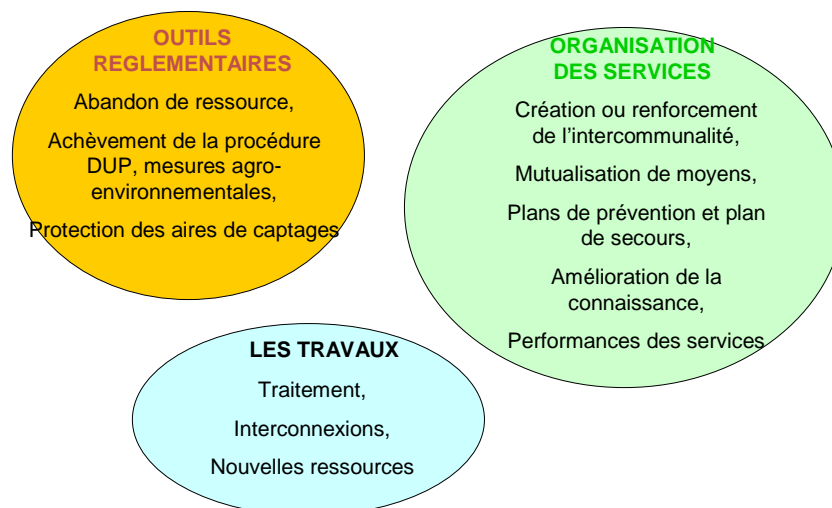 OUTILS
REGLEMENTAIRES
Abandon de ressource,
Achèvement de la procédure
DUP, mesures agro-
environnementales,
Protection des aires de captages
ORGANISATION
DES SERVICES
Création ou renforcement
de l'intercommunalité,
Mutualisation de moyens,
Plans de prévention et plan
de secours,
Amélioration de la
connaissance,
Performances des services
LES TRAVAUX
Traitement,
Interconnexions,
Nouvelles ressources